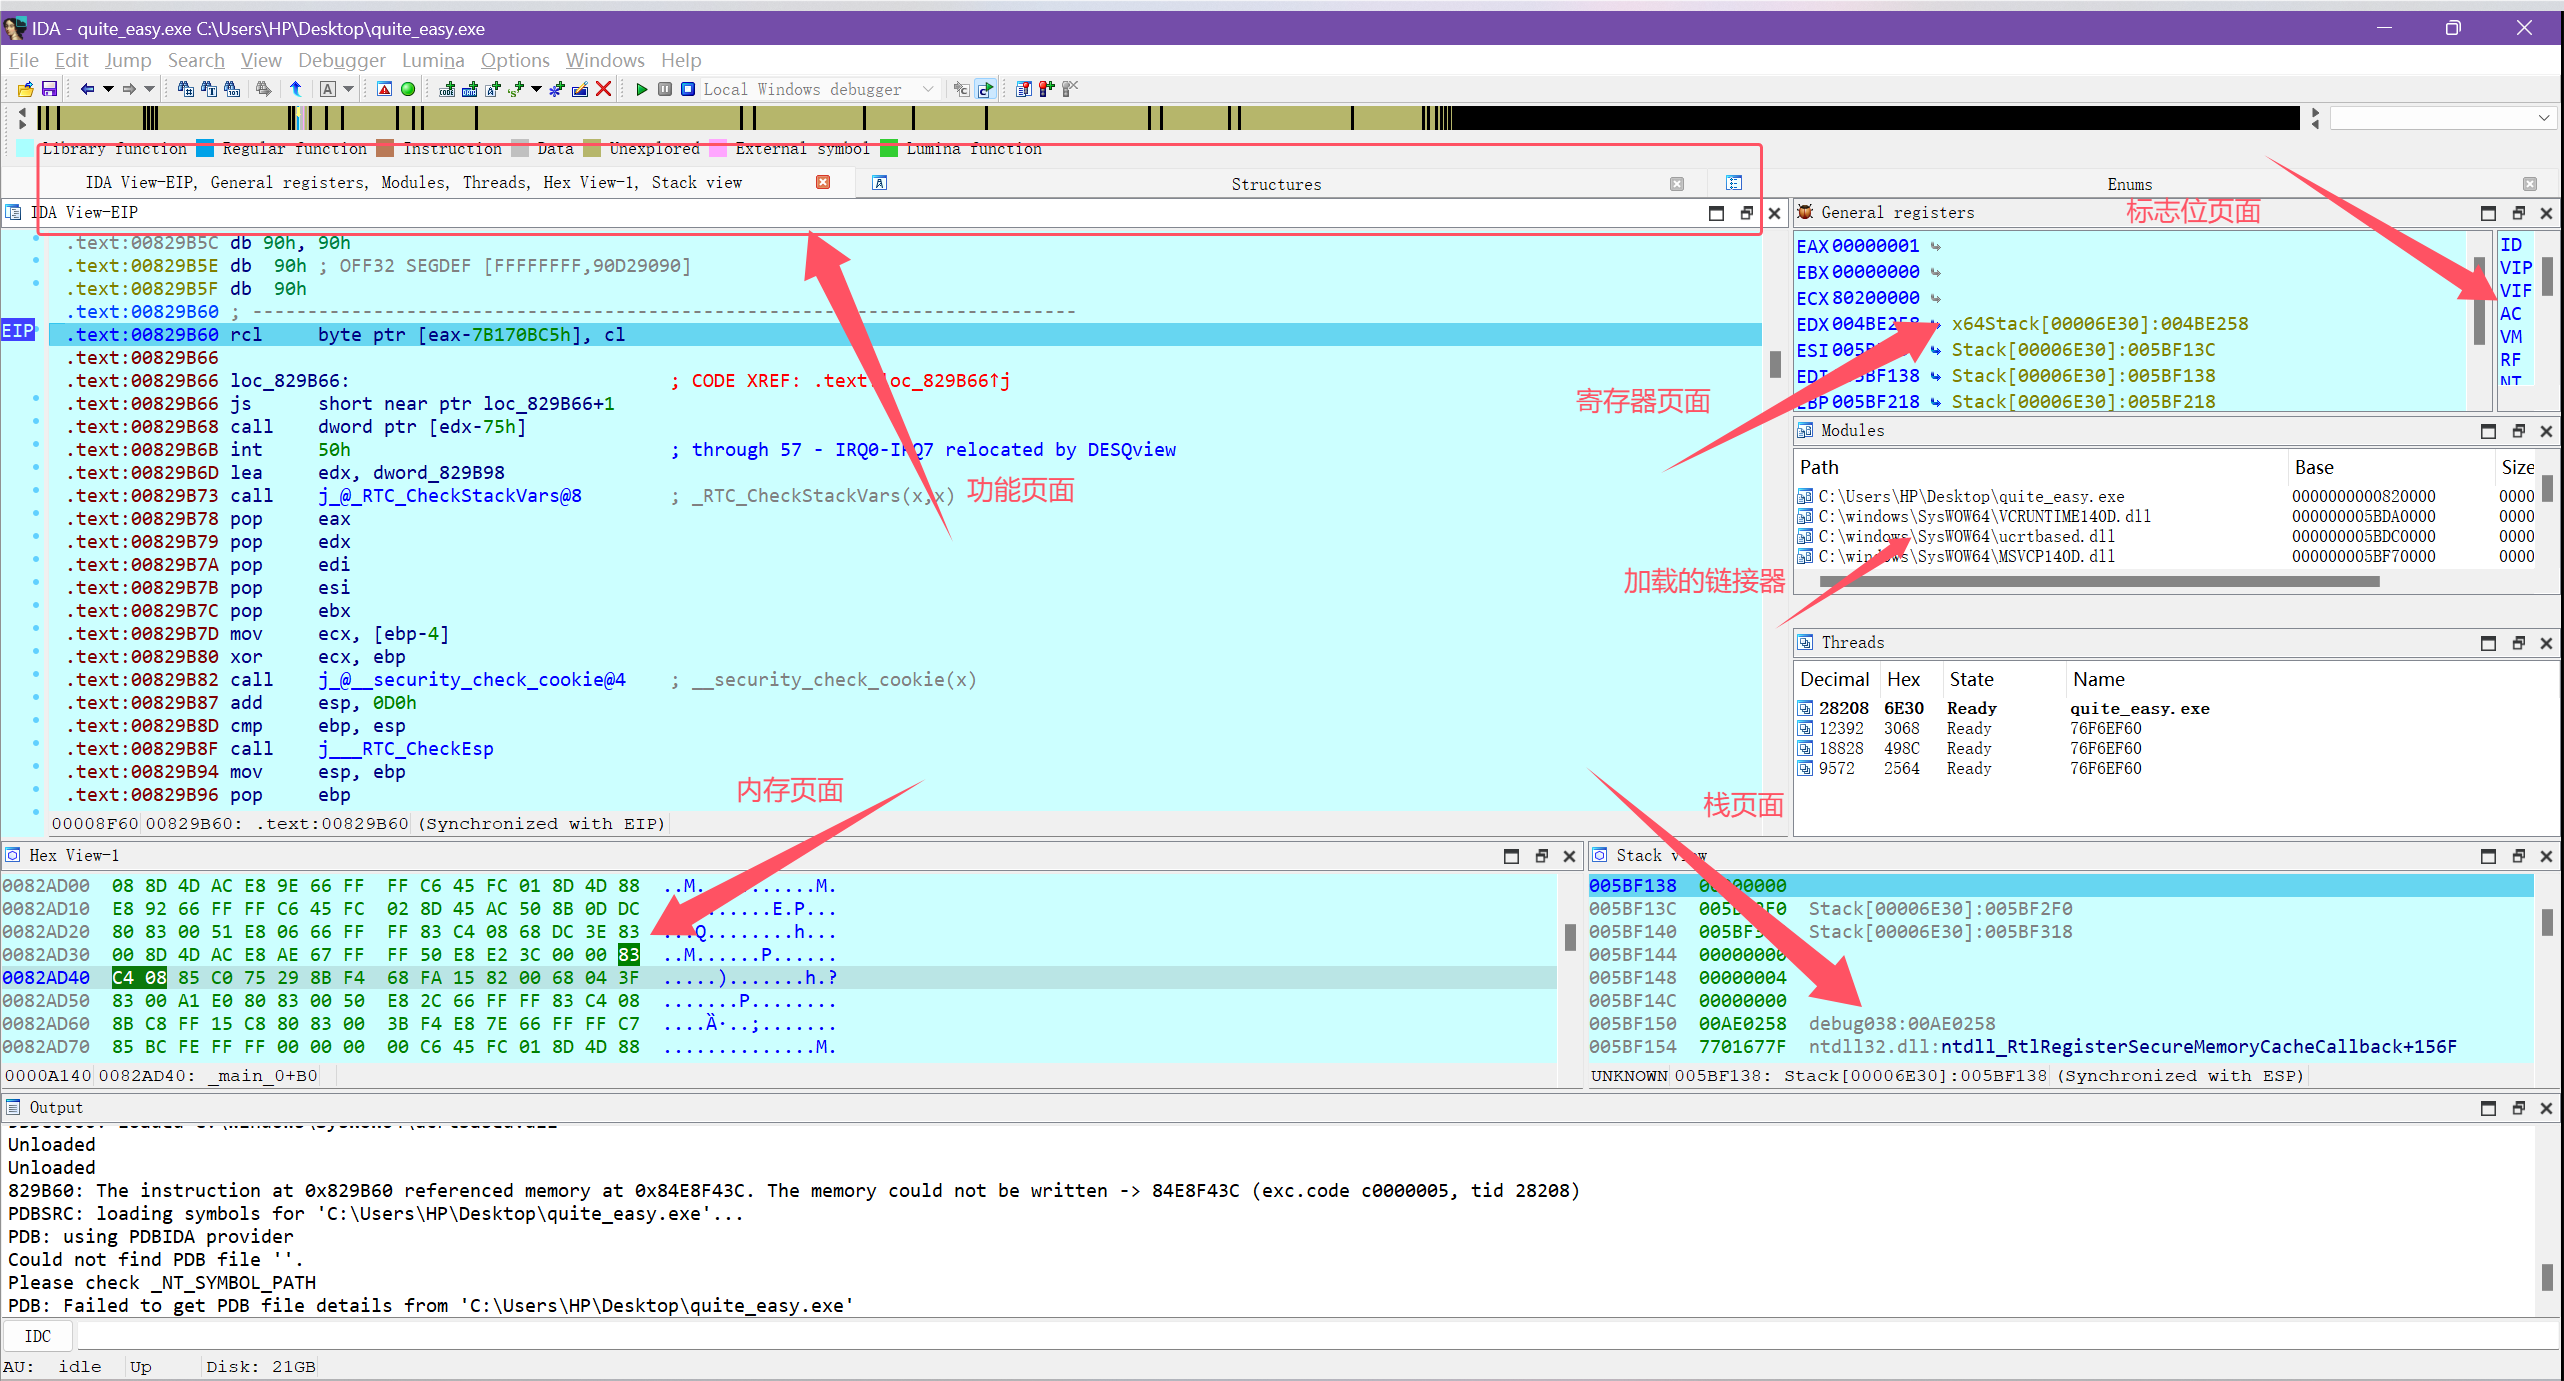 IDA - quite_easy.exe C:\Users\HP\Desktop\quite_easy.exe
File Edit Jump Search View Debugger Lumina Options Windows Help
Local Windows debugger
Library function Regular function Instruction Data Unexplored External symbol Lumina function
IDA View-EIP, General registers, Modules, Threads, Hex View-1, Stack view
Structures
Enums
IDA View-EIP
.text:00829B5C db 90h, 90h
.text:00829B5E db 90h ; OFF32 SEGDEF [FFFFFFFF,90D29090]
.text:00829B5F db 90h
.text:00829B60 ; ---------------------------------------------------------------------------
EIP
.text:00829B60 rcl byte ptr [eax-7B170BC5h], cl
.text:00829B66
.text:00829B66 loc_829B66: ; CODE XREF: .text:loc_829B66↑j
.text:00829B66 js short near ptr loc_829B66+1
.text:00829B68 call dword ptr [edx-75h]
.text:00829B6B int 50h ; through 57 - IRQ0-IRQ7 relocated by DESQview
.text:00829B6D lea edx, dword_829B98
.text:00829B73 call j_@_RTC_CheckStackVars@8 ; _RTC_CheckStackVars(x,x)
.text:00829B78 pop eax
.text:00829B79 pop edx
.text:00829B7A pop edi
.text:00829B7B pop esi
.text:00829B7C pop ebx
.text:00829B7D mov ecx, [ebp-4]
.text:00829B80 xor ecx, ebp
.text:00829B82 call j_@__security_check_cookie@4 ; __security_check_cookie(x)
.text:00829B87 add esp, 0D0h
.text:00829B8D cmp ebp, esp
.text:00829B8F call j___RTC_CheckEsp
.text:00829B94 mov esp, ebp
.text:00829B96 pop ebp
00008F60 00829B60: .text:00829B60 (Synchronized with EIP)
功能页面
内存页面
General registers
标志位页面
EAX 00000001
EBX 00000000
ECX 80200000
EDX 004BE258 x64Stack[00006E30]:004BE258
ESI 005B Stack[00006E30]:005BF13C
EDI BF138 Stack[00006E30]:005BF138
EBP 005BF218 Stack[00006E30]:005BF218
ID
VIP
VIF
AC
VM
RF
NT
寄存器页面
Modules
Path Base Size
C:\Users\HP\Desktop\quite_easy.exe 0000000000820000 0000
C:\windows\SysWOW64\VCRUNTIME140D.dll 000000005BDA0000 0000
C:\windows\SysWOW64\ucrtbased.dll 000000005BDC0000 0000
C:\windows\SysWOW64\MSVCP140D.dll 000000005BF70000 0000
加载的链接器
Threads
Decimal Hex State Name
28208 6E30 Ready quite_easy.exe
12392 3068 Ready 76F6EF60
18828 498C Ready 76F6EF60
9572 2564 Ready 76F6EF60
栈页面
Hex View-1
0082AD00 08 8D 4D AC E8 9E 66 FF FF C6 45 FC 01 8D 4D 88 ..M...........M.
0082AD10 E8 92 66 FF FF C6 45 FC 02 8D 45 AC 50 8B 0D DC .......E.P...
0082AD20 80 83 00 51 E8 06 66 FF FF 83 C4 08 68 DC 3E 83 ...Q........h...
0082AD30 00 8D 4D AC E8 AE 67 FF FF 50 E8 E2 3C 00 00 83 ..M......P......
0082AD40 C4 08 85 C0 75 29 8B F4 68 FA 15 82 00 68 04 3F .....).......h.?
0082AD50 83 00 A1 E0 80 83 00 50 E8 2C 66 FF FF 83 C4 08 .......P........
0082AD60 8B C8 FF 15 C8 80 83 00 3B F4 E8 7E 66 FF FF C7 ....Ȁ·..;.......
0082AD70 85 BC FE FF FF 00 00 00 00 C6 45 FC 01 8D 4D 88 ..............M.
0000A140 0082AD40: _main_0+B0
Stack view
005BF138 00000000
005BF13C 005BF2F0 Stack[00006E30]:005BF2F0
005BF140 005BF318 Stack[00006E30]:005BF318
005BF144 00000000
005BF148 00000004
005BF14C 00000000
005BF150 00AE0258 debug038:00AE0258
005BF154 7701677F ntdll32.dll:ntdll_RtlRegisterSecureMemoryCacheCallback+156F
UNKNOWN 005BF138: Stack[00006E30]:005BF138 (Synchronized with ESP)
Output
Unloaded
Unloaded
829B60: The instruction at 0x829B60 referenced memory at 0x84E8F43C. The memory could not be written -> 84E8F43C (exc.code c0000005, tid 28208)
PDBSRC: loading symbols for 'C:\Users\HP\Desktop\quite_easy.exe'...
PDB: using PDBIDA provider
Could not find PDB file ''.
Please check _NT_SYMBOL_PATH
PDB: Failed to get PDB file details from 'C:\Users\HP\Desktop\quite_easy.exe'
IDC
AU: idle Up Disk: 21GB